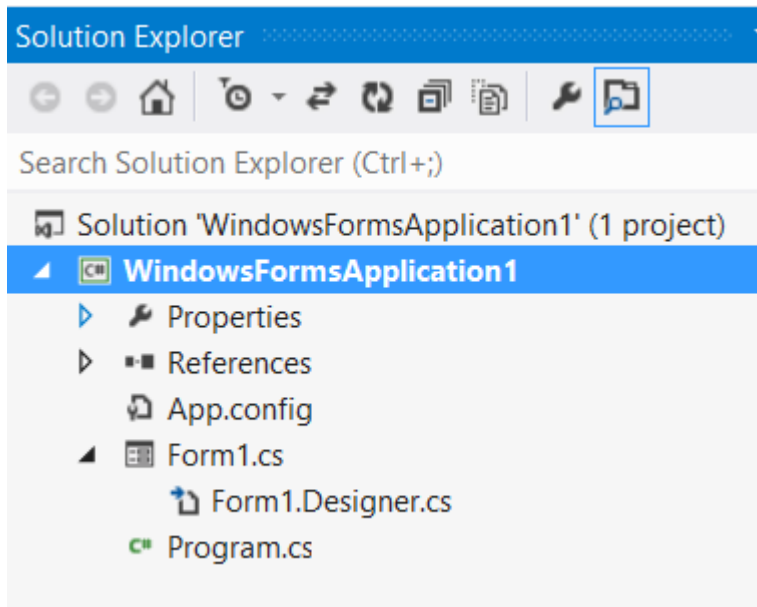 Solution Explorer
Search Solution Explorer (Ctrl+;)
Solution 'WindowsFormsApplication1' (1 project)
C# WindowsFormsApplication1
Properties
References
App.config
Form1.cs
Form1.Designer.cs
C# Program.cs